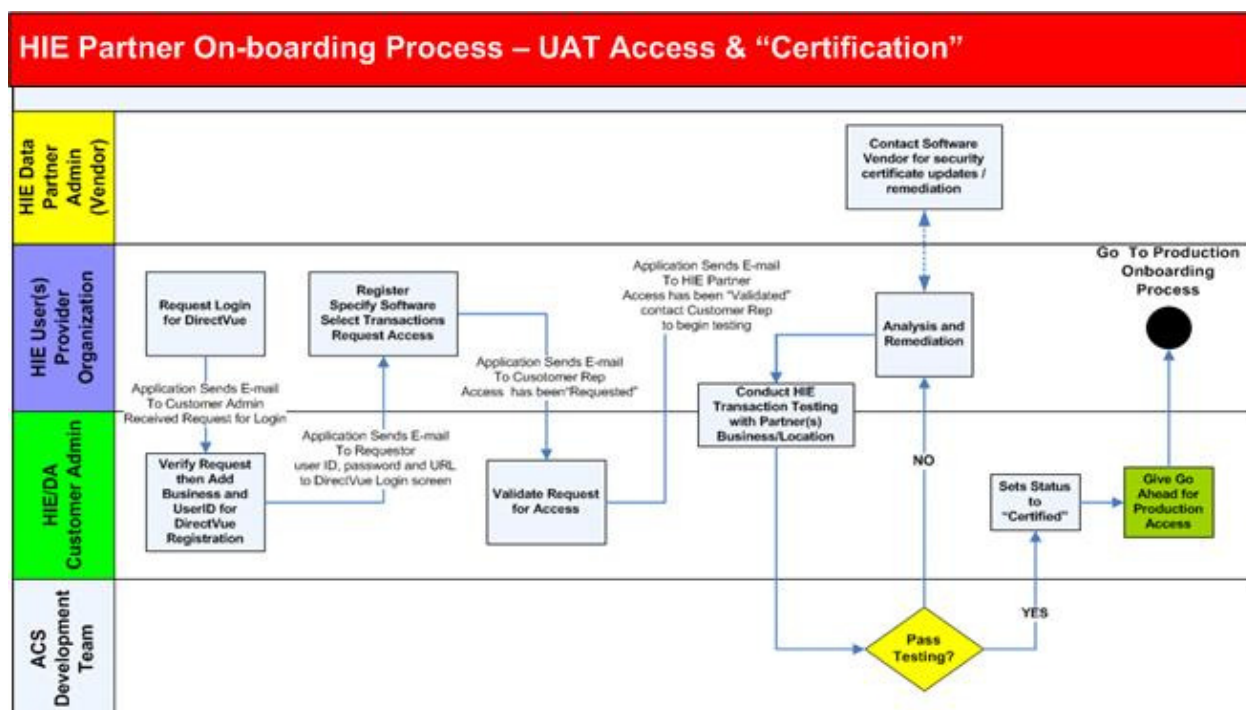 HIE Partner On-boarding Process – UAT Access & “Certification”
HIE Data
Partner
Admin
(Vendor)
Contact Software
Vendor for security
certificate updates /
remediation
HIE User(s)
Provider
Organization
Request Login
for DirectVue
Application Sends E-mail
To Customer Admin
Received Request for Login
Register
Specify Software
Select Transactions
Request Access
Application Sends E-mail
To Cusotomer Rep
Access has been“Requested”
Application Sends E-mail
To HIE Partner
Access has been “Validated”
contact Customer Rep
to begin testing
Analysis and
Remediation
Go To Production
Onboarding
Process
Conduct HIE
Transaction Testing
with Partner(s)
Business/Location
HIE/DA
Customer Admin
Verify Request
then Add
Business and
UserID for
DirectVue
Registration
Application Sends E-mail
To Requestor
user ID, password and URL
to DirectVue Login screen
Validate Request
for Access
NO
Sets Status
to
“Certified”
Give Go
Ahead for
Production
Access
ACS
Development
Team
Pass
Testing?
YES